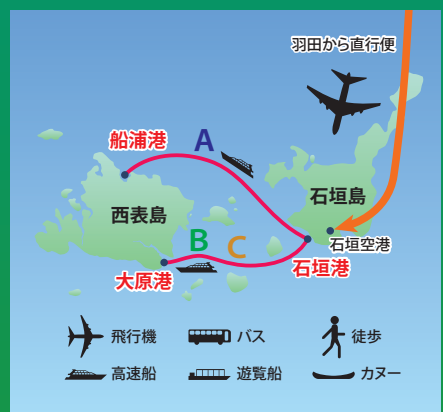 羽田から直行便
船浦港
A
石垣島
西表島
石垣空港
B
C
石垣港
大原港
飛行機
バス
徒歩
高速船
遊覧船
カヌー